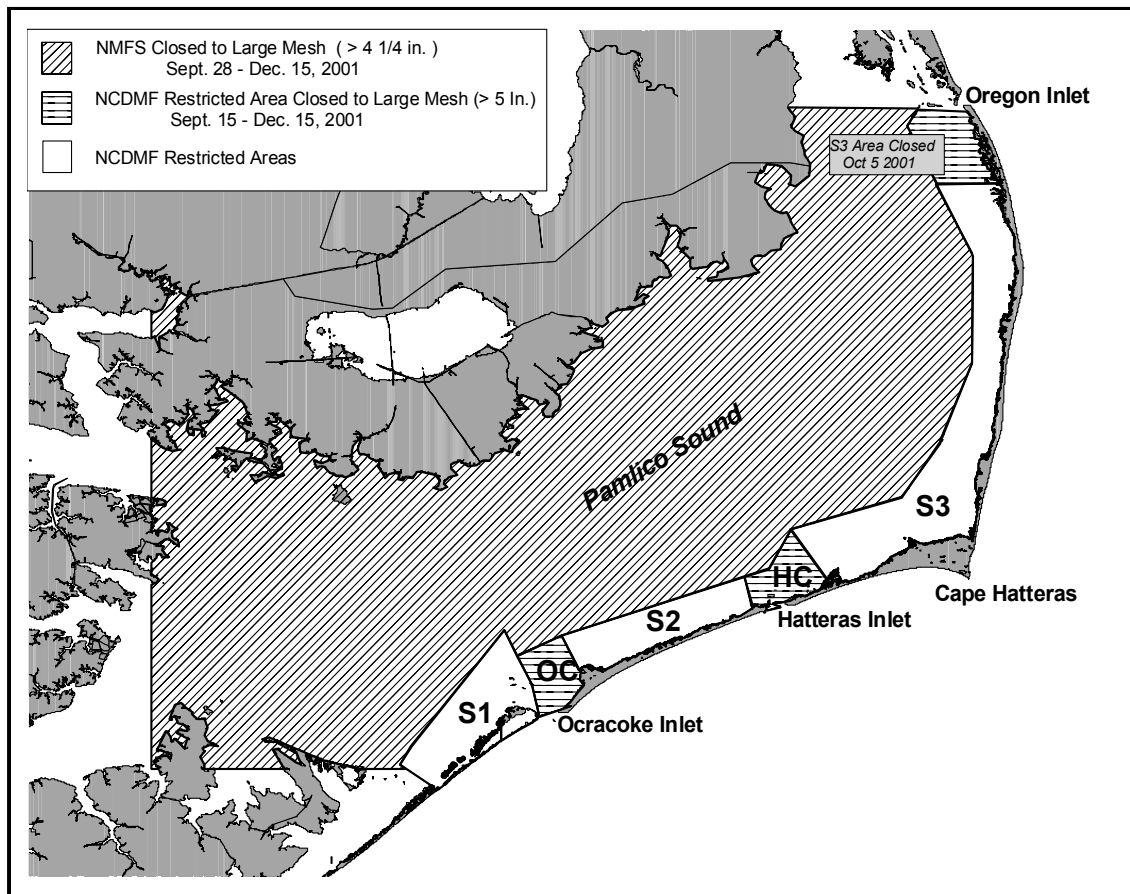 NMFS Closed to Large Mesh ( > 4 1/4 in. )
Sept. 28 - Dec. 15, 2001
NCDMF Restricted Area Closed to Large Mesh (> 5 In.)
Sept. 15 - Dec. 15, 2001
NCDMF Restricted Areas
Oregon Inlet
S3 Area Closed
Oct 5 2001
Pamlico Sound
S3
HC
Cape Hatteras
Hatteras Inlet
S2
OC
S1
Ocracoke Inlet